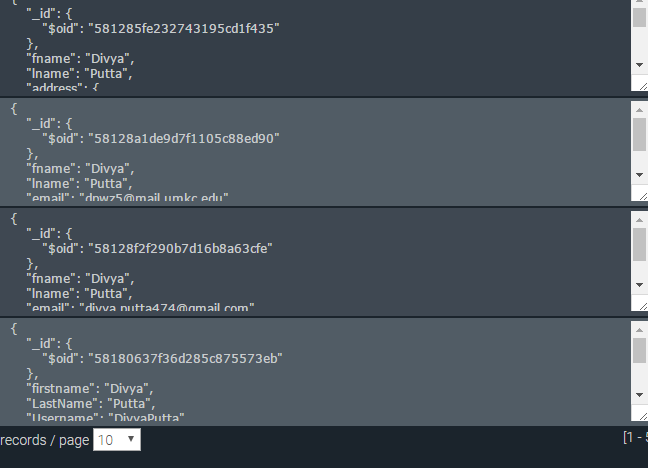 "_id": {
"$oid": "581285fe232743195cd1f435"
},
"fname": "Divya",
"lname": "Putta",
"address": {
{
"_id": {
"$oid": "58128a1de9d7f1105c88ed90"
},
"fname": "Divya",
"lname": "Putta",
"email": "dpwz5@mail.umkc.edu"
{
"_id": {
"$oid": "58128f2f290b7d16b8a63cfe"
},
"fname": "Divya",
"lname": "Putta",
"email": "divya.putta474@gmail.com"
{
"_id": {
"$oid": "58180637f36d285c875573eb"
},
"firstname": "Divya",
"LastName": "Putta",
"Username": "DivyaPutta"
records / page 10 [1 - 5